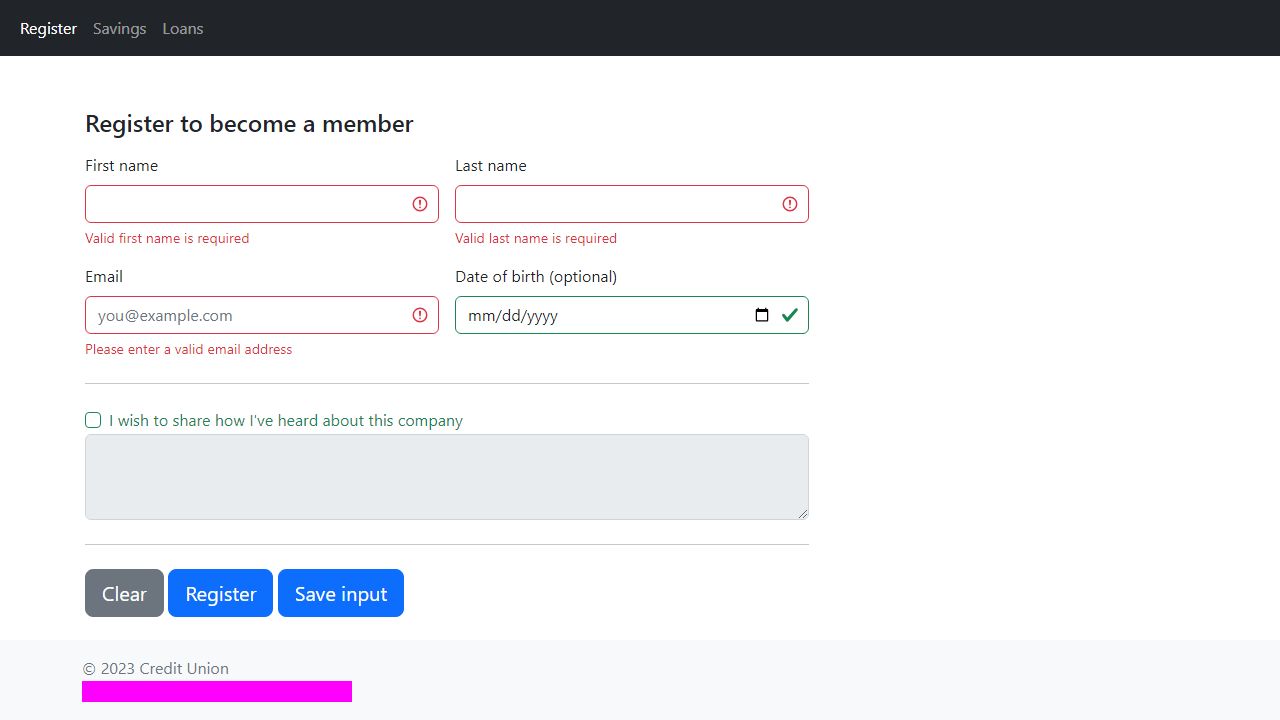 Register Savings Loans
Register to become a member
First name Last name
Valid first name is required Valid last name is required
Email Date of birth (optional)
you@example.com mm/dd/yyyy
Please enter a valid email address
I wish to share how I've heard about this company
Clear Register Save input
© 2023 Credit Union